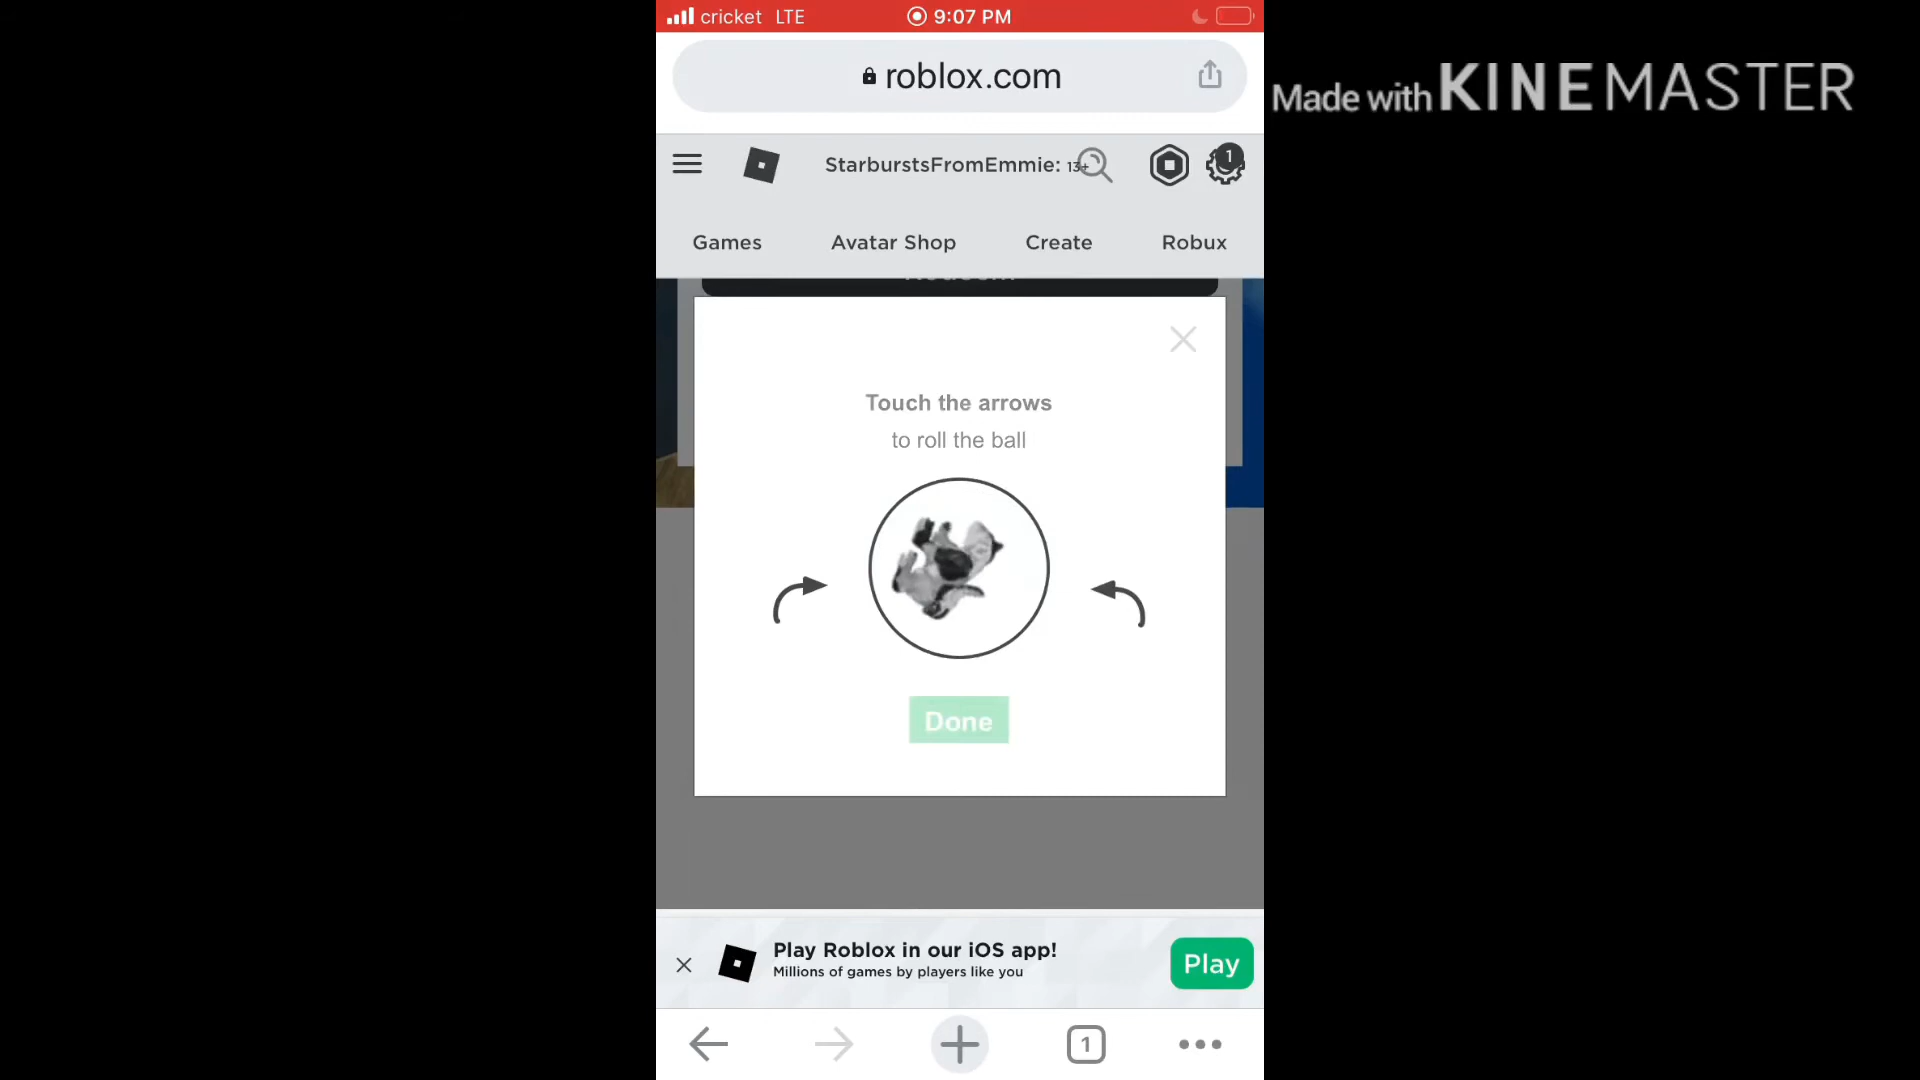 cricket LTE
9:07 PM
roblox.com
Made with KINEMASTER
StarburstsFromEmmie: 13+
1
Games Avatar Shop Create Robux
Touch the arrows
to roll the ball
Done
Play Roblox in our iOS app!
Millions of games by players like you
Play
1